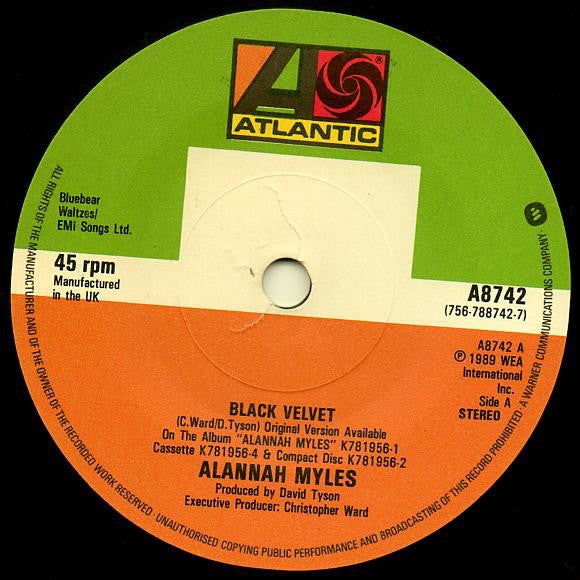 ATLANTIC
®
Bluebear
Waltzes/
EMI Songs Ltd.
45 rpm
Manufactured
in the UK
A8742
(756-788742-7)
A8742 A
℗ 1989 WEA
International
Inc.
Side A
STEREO
BLACK VELVET
(C.Ward/D.Tyson) Original Version Available
On The Album "ALANNAH MYLES" K781956-1
Cassette K781956-4 & Compact Disc K781956-2
ALANNAH MYLES
Produced by David Tyson
Executive Producer: Christopher Ward
ALL RIGHTS OF THE MANUFACTURER AND OF THE OWNER OF THE RECORDED WORK RESERVED · UNAUTHORISED COPYING PUBLIC PERFORMANCE AND BROADCASTING OF THIS RECORD PROHIBITED · A WARNER COMMUNICATIONS COMPANY ·